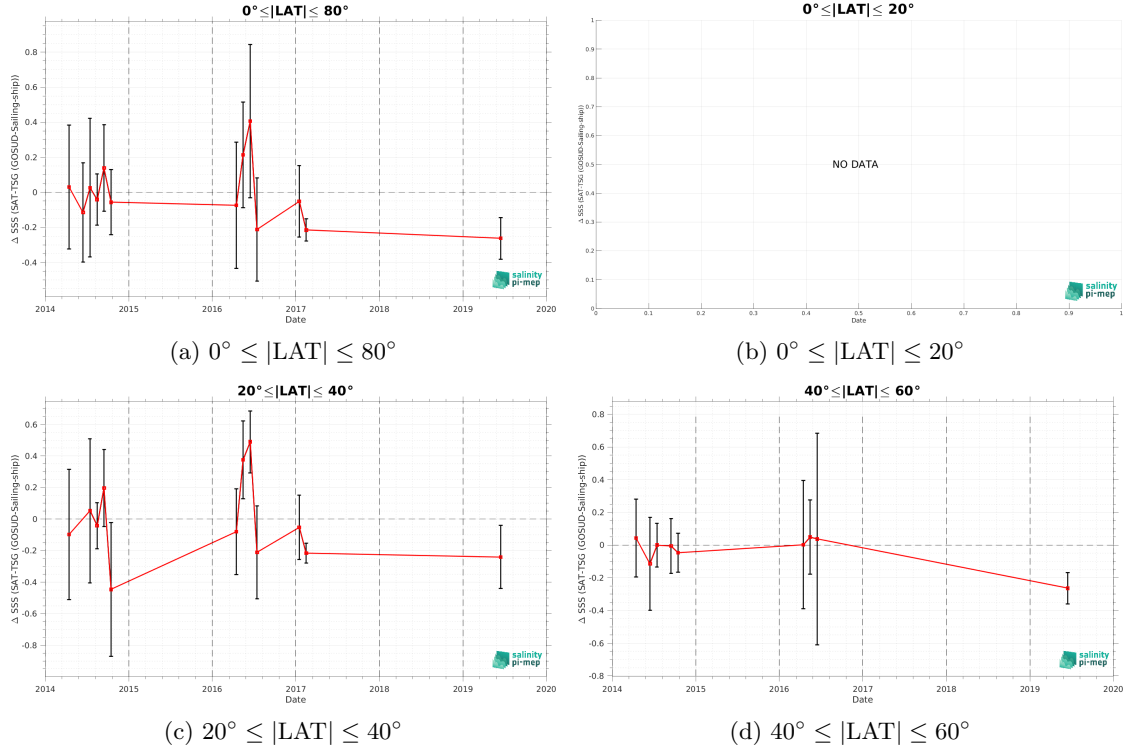 0°≤|LAT|≤ 80°
Δ SSS (SAT-TSG (GOSUD-Sailing-ship))
0.8
0.6
0.4
0.2
0
-0.2
-0.4
2014 2015 2016 2017 2018 2019 2020
Date
salinity
pi-mep
(a) 0° ≤ |LAT| ≤ 80°
0°≤|LAT|≤ 20°
Δ SSS (SAT-TSG (GOSUD-Sailing-ship))
1
0.9
0.8
0.7
0.6
0.5
0.4
0.3
0.2
0.1
0
NO DATA
0 0.1 0.2 0.3 0.4 0.5 0.6 0.7 0.8 0.9 1
Date
salinity
pi-mep
(b) 0° ≤ |LAT| ≤ 20°
20°≤|LAT|≤ 40°
Δ SSS (SAT-TSG (GOSUD-Sailing-ship))
0.6
0.4
0.2
0
-0.2
-0.4
-0.6
-0.8
2014 2015 2016 2017 2018 2019 2020
Date
salinity
pi-mep
(c) 20° ≤ |LAT| ≤ 40°
40°≤|LAT|≤ 60°
Δ SSS (SAT-TSG (GOSUD-Sailing-ship))
0.8
0.6
0.4
0.2
0
-0.2
-0.4
-0.6
-0.8
2014 2015 2016 2017 2018 2019 2020
Date
salinity
pi-mep
(d) 40° ≤ |LAT| ≤ 60°